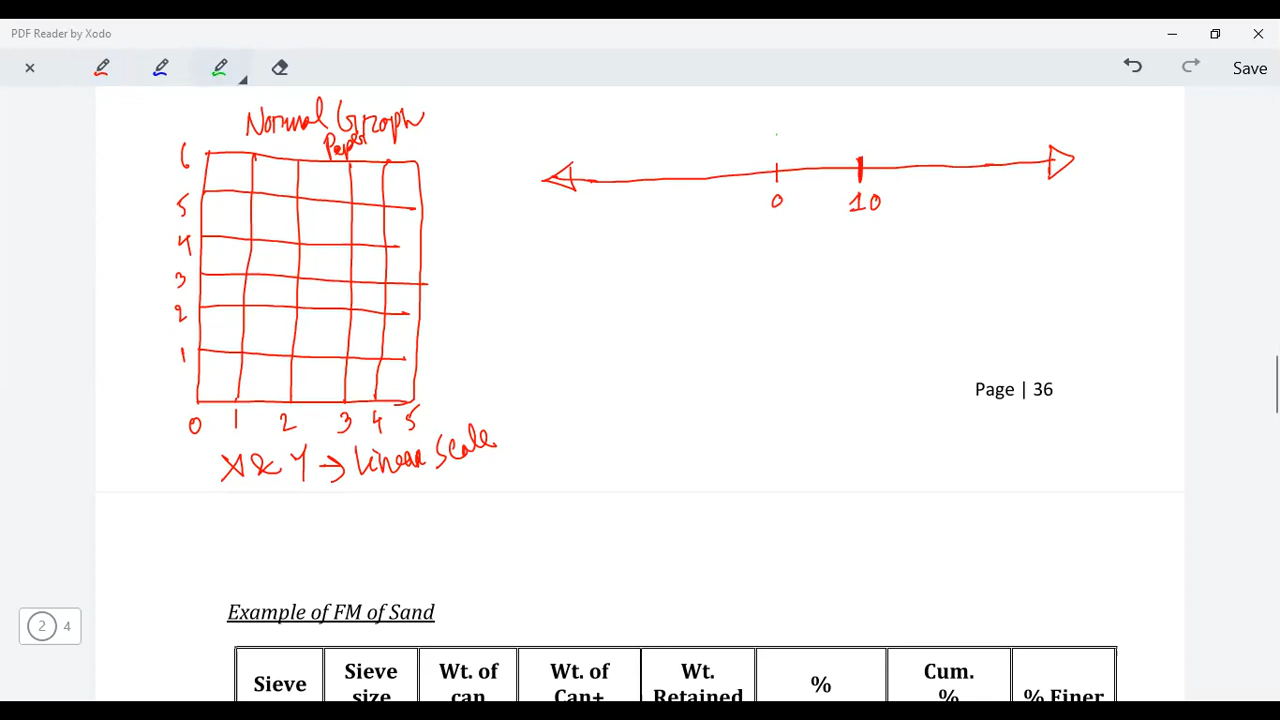 PDF Reader by Xodo
Save
Normal Graph
Paper
6
5
4
3
2
1
0 1 2 3 4 5
X & Y → Linear Scale
0 10
Page | 36
2 4
Example of FM of Sand
Sieve
Sieve size
Wt. of can
Wt. of Can+
Wt. Retained
%
Cum. %
% Finer